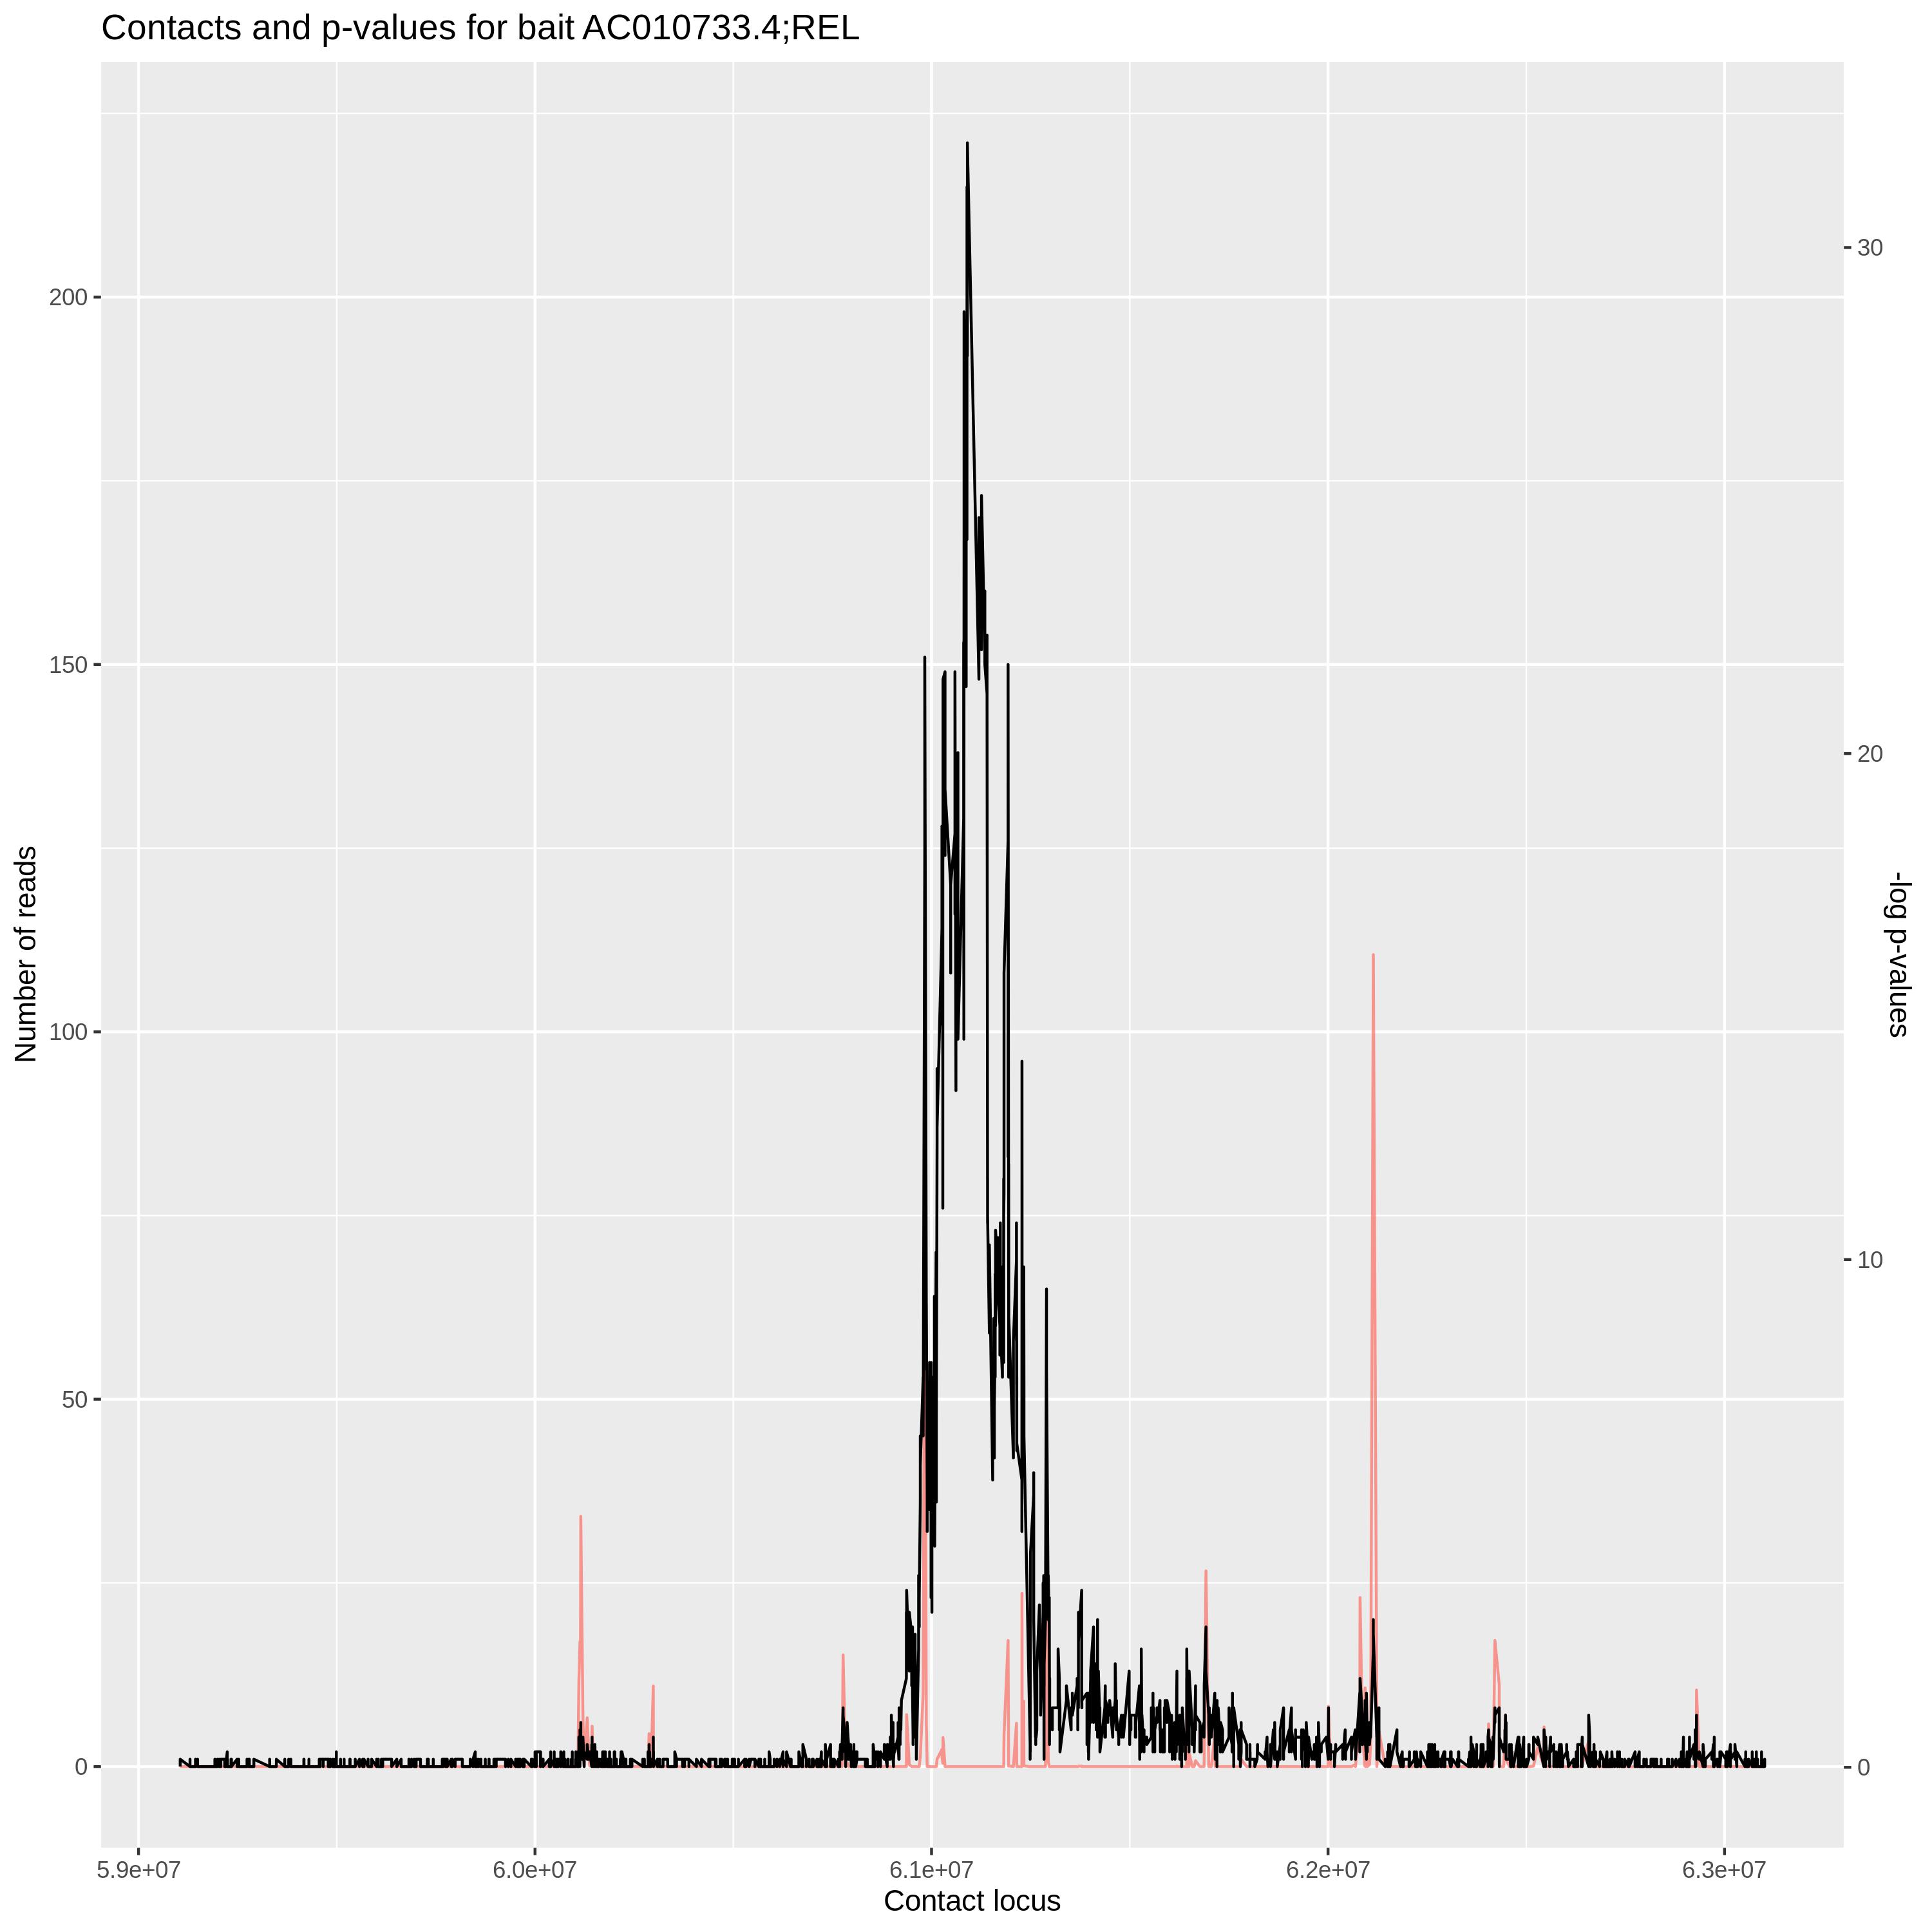 Contacts and p-values for bait AC010733.4;REL
Number of reads
200
150
100
50
0
30
20
10
0
-log p-values
5.9e+07 6.0e+07 6.1e+07 6.2e+07 6.3e+07
Contact locus